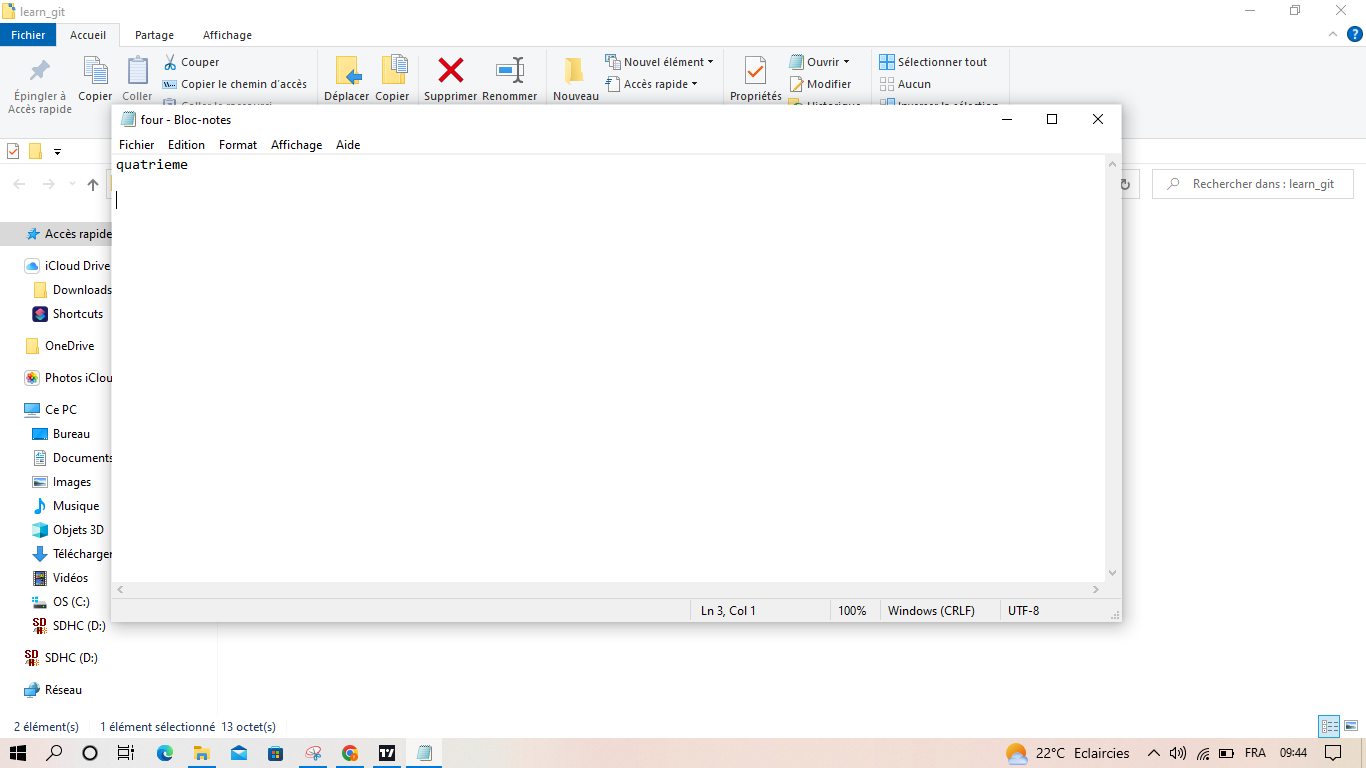 learn_git
Fichier
Accueil
Partage
Affichage
Épingler à
Accès rapide
Copier
Coller
Couper
Copier le chemin d'accès
Déplacer
Copier
Supprimer
Renommer
Nouveau
Nouvel élément
Accès rapide
Propriétés
Ouvrir
Modifier
Historique
Sélectionner tout
Aucun
Inverser la sélection
four - Bloc-notes
Fichier
Edition
Format
Affichage
Aide
quatrieme
Rechercher dans : learn_git
Accès rapide
iCloud Drive
Downloads
Shortcuts
OneDrive
Photos iClou
Ce PC
Bureau
Documents
Images
Musique
Objets 3D
Télécharger
Vidéos
OS (C:)
SDHC (D:)
SDHC (D:)
Réseau
Ln 3, Col 1
100%
Windows (CRLF)
UTF-8
2 élément(s)
1 élément sélectionné 13 octet(s)
22°C Eclaircies
FRA
09:44